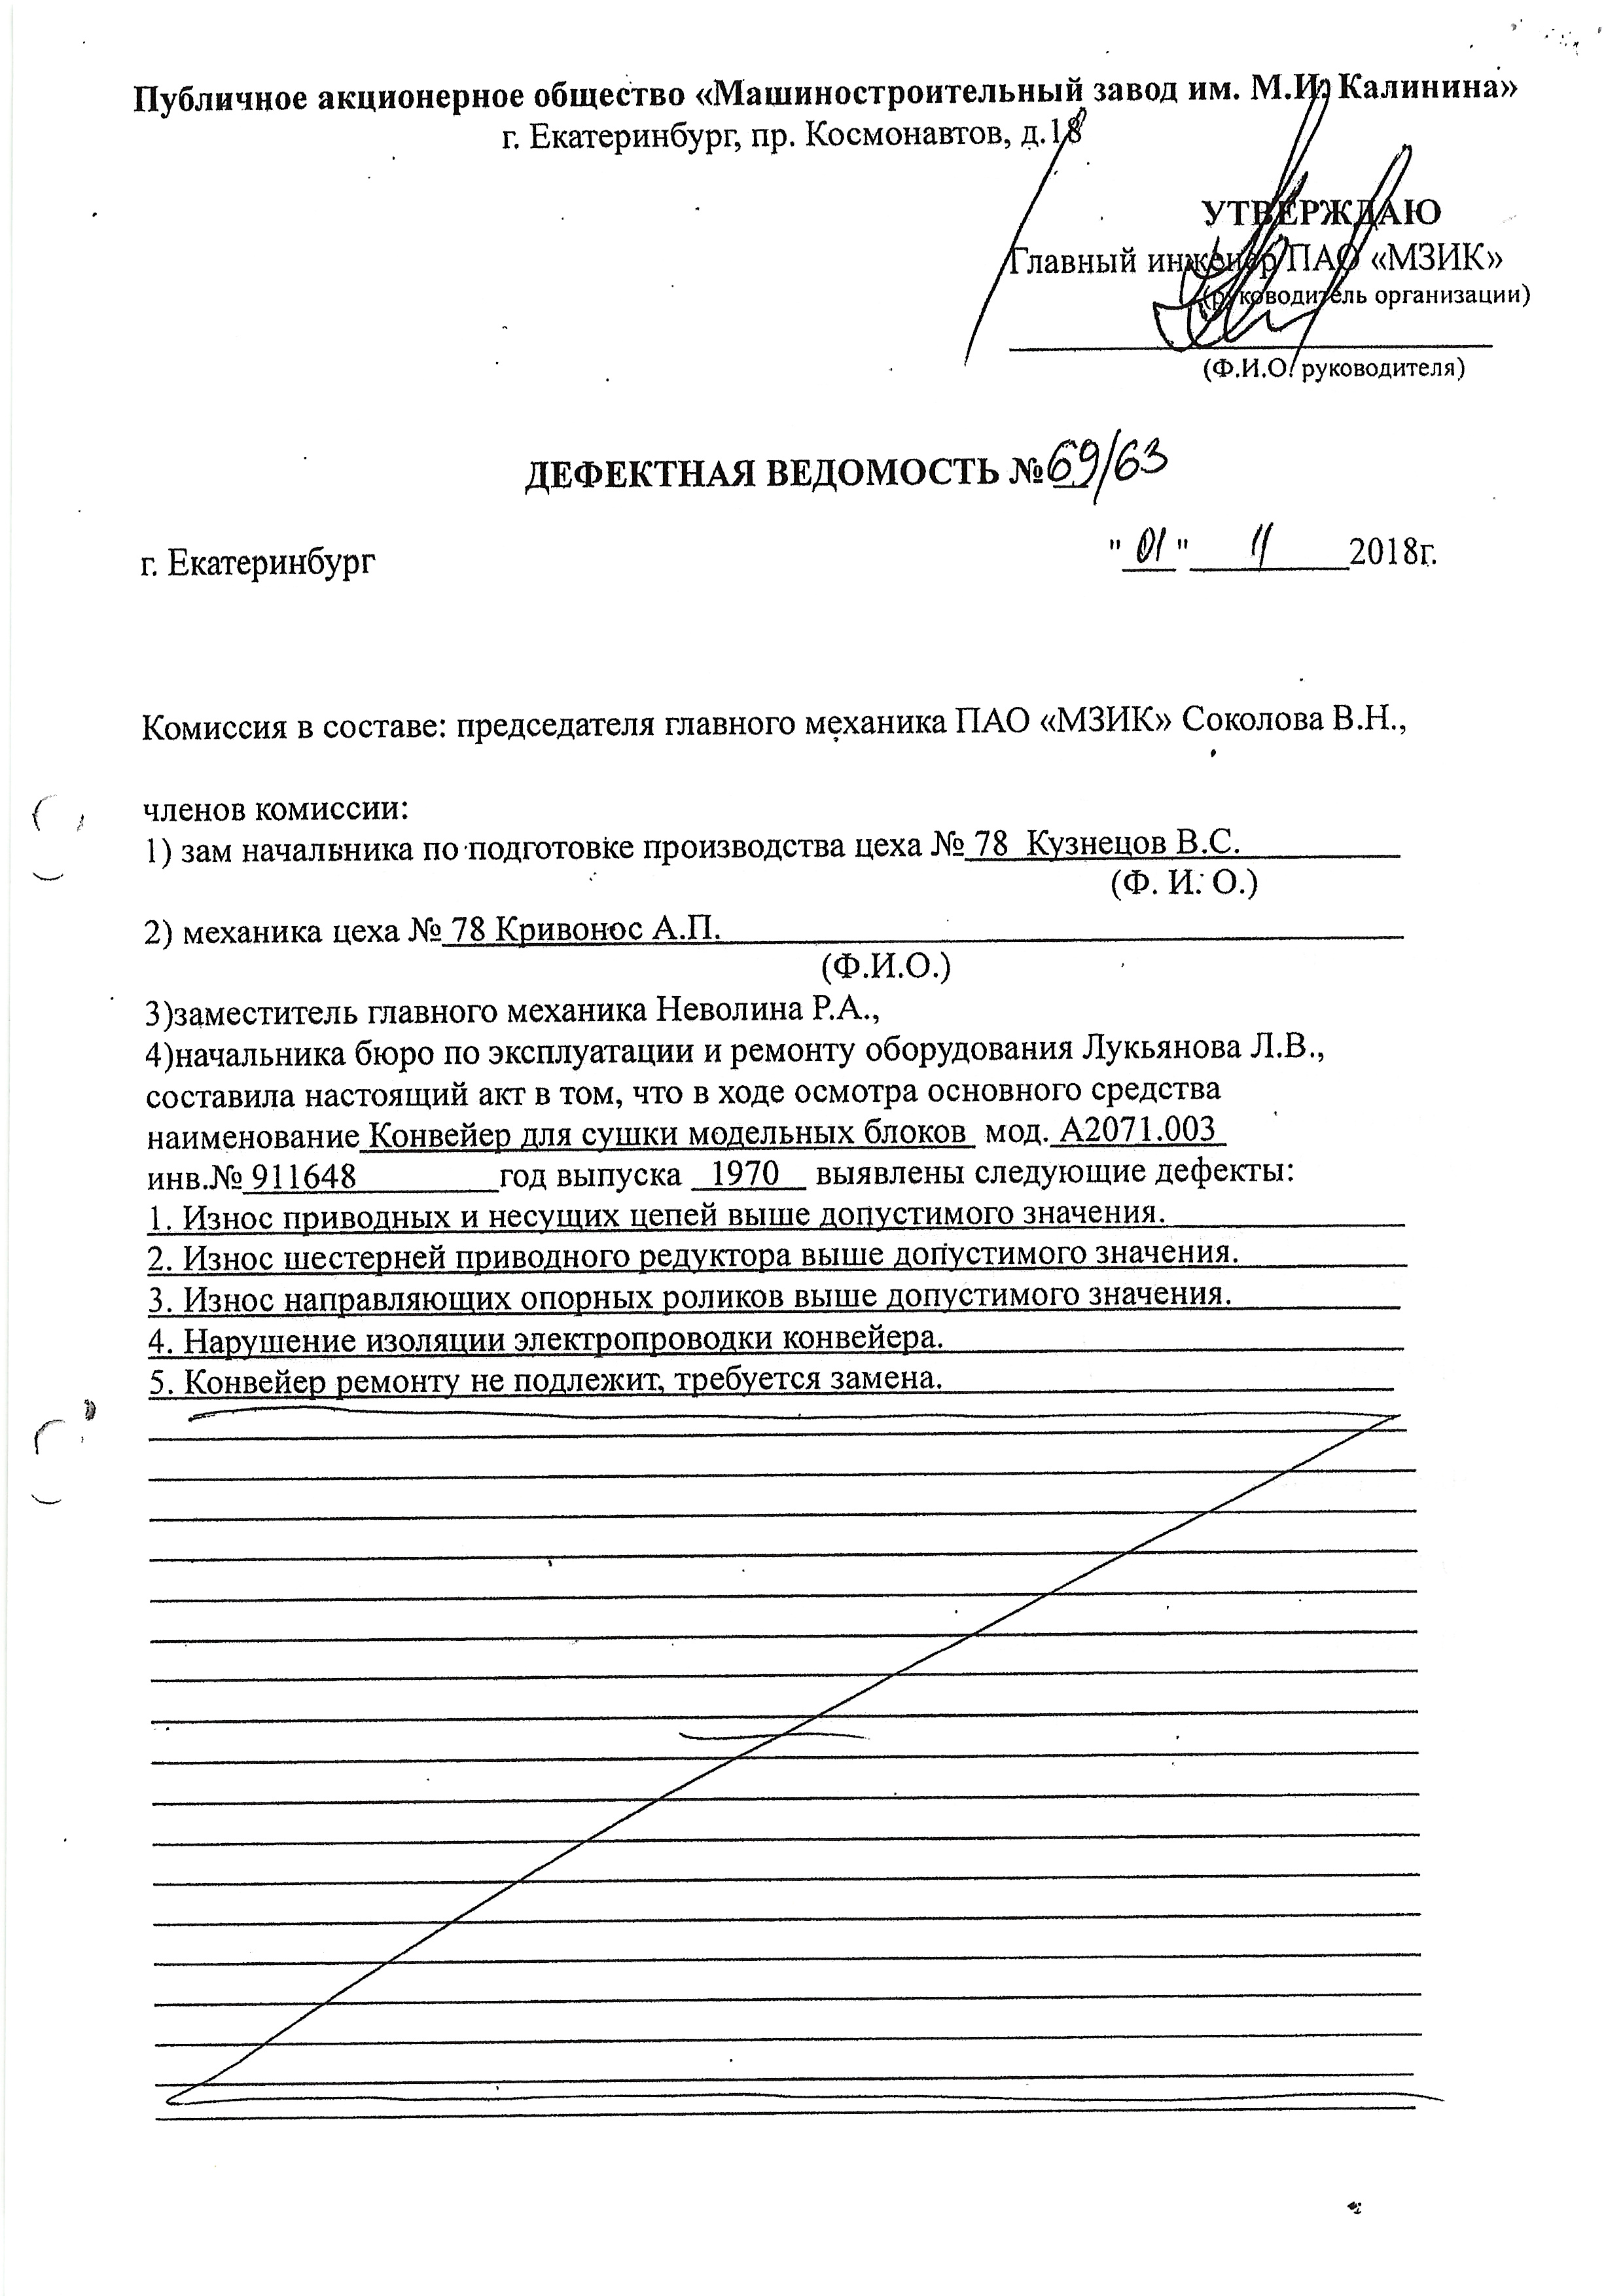 Публичное акционерное общество «Машиностроительный завод им. М.И. Калинина»
г. Екатеринбург, пр. Космонавтов, д.18
УТВЕРЖДАЮ
Главный инженер ПАО «МЗИК»
(руководитель организации)
(Ф.И.О. руководителя)
ДЕФЕКТНАЯ ВЕДОМОСТЬ № 69/63
г. Екатеринбург "01" 11 2018г.
Комиссия в составе: председателя главного механика ПАО «МЗИК» Соколова В.Н.,
членов комиссии:
1) зам начальника по подготовке производства цеха № 78 Кузнецов В.С.
(Ф. И. О.)
2) механика цеха № 78 Кривонос А.П.
(Ф.И.О.)
3)заместитель главного механика Неволина Р.А.,
4)начальника бюро по эксплуатации и ремонту оборудования Лукьянова Л.В.,
составила настоящий акт в том, что в ходе осмотра основного средства
наименование Конвейер для сушки модельных блоков мод. А2071.003
инв.№ 911648 год выпуска 1970 выявлены следующие дефекты:
1. Износ приводных и несущих цепей выше допустимого значения.
2. Износ шестерней приводного редуктора выше допустимого значения.
3. Износ направляющих опорных роликов выше допустимого значения.
4. Нарушение изоляции электропроводки конвейера.
5. Конвейер ремонту не подлежит, требуется замена.